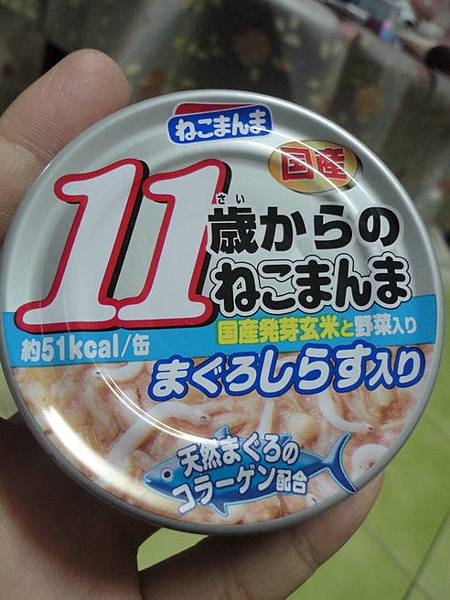 ねこまんま
国産
11歳からの
さい
ねこまんま
国産発芽玄米と野菜入り
約51kcal/缶
まぐろしらす入り
天然まぐろの
コラーゲン配合